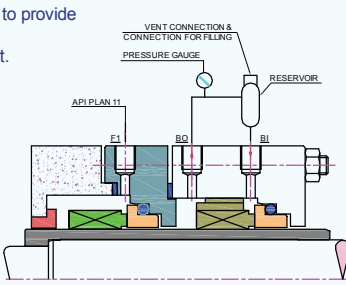 to provide
t.
VENT CONNECTION &
CONNECTION FOR FILLING
PRESSURE GAUGE
RESERVOIR
API PLAN 11
F1
BO
BI